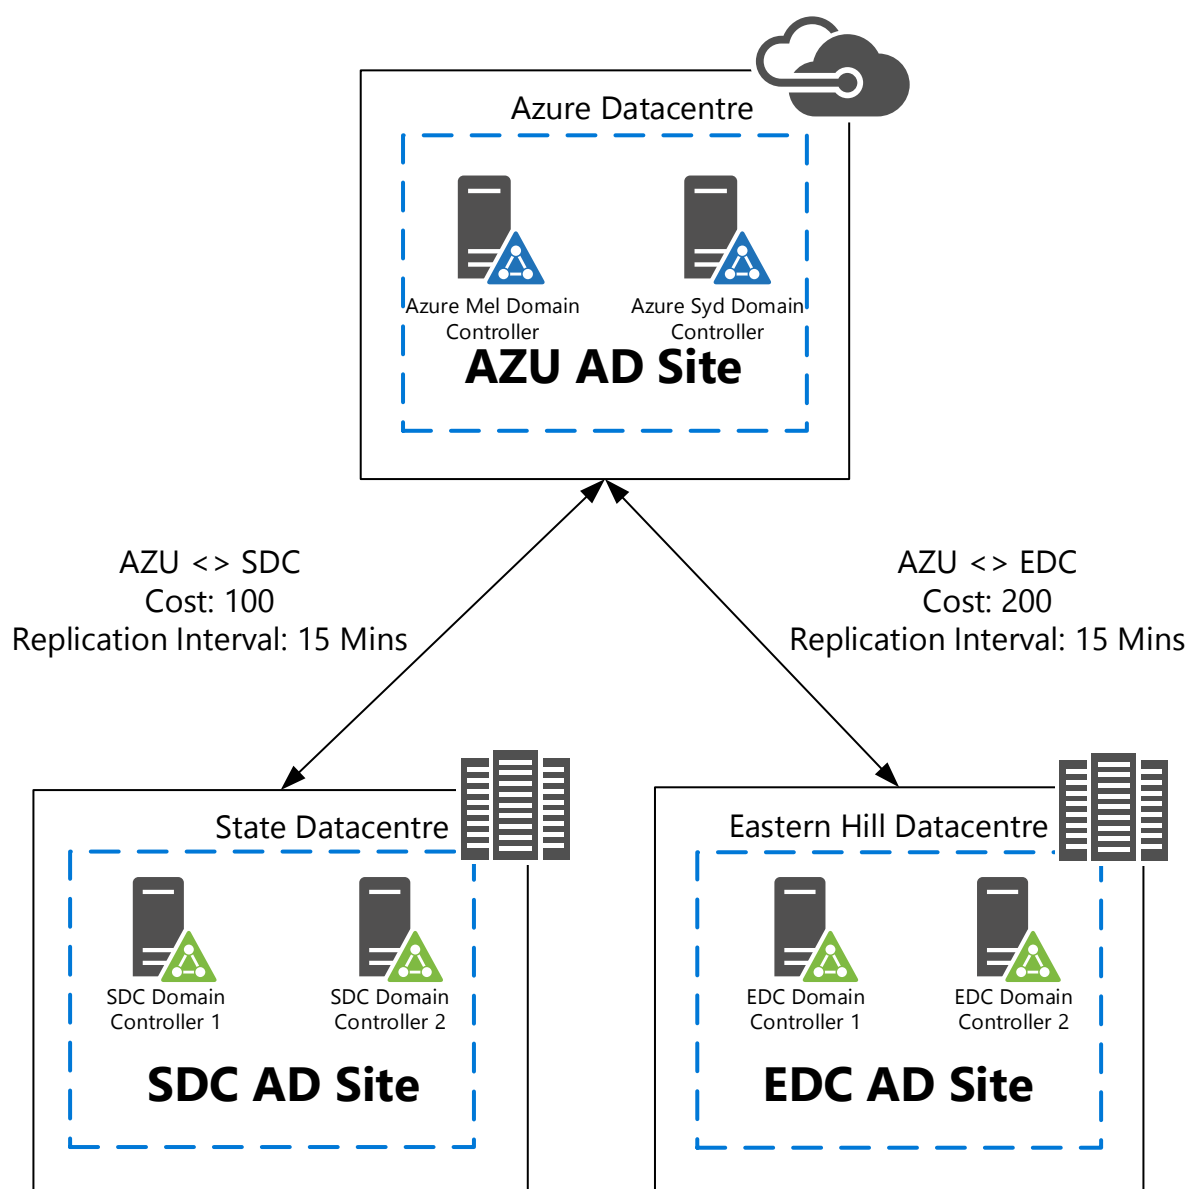 Azure Datacentre
Azure Mel Domain
Controller
Azure Syd Domain
Controller
AZU AD Site
AZU <> SDC
Cost: 100
Replication Interval: 15 Mins
AZU <> EDC
Cost: 200
Replication Interval: 15 Mins
State Datacentre
SDC Domain
Controller 1
SDC Domain
Controller 2
SDC AD Site
Eastern Hill Datacentre
EDC Domain
Controller 1
EDC Domain
Controller 2
EDC AD Site